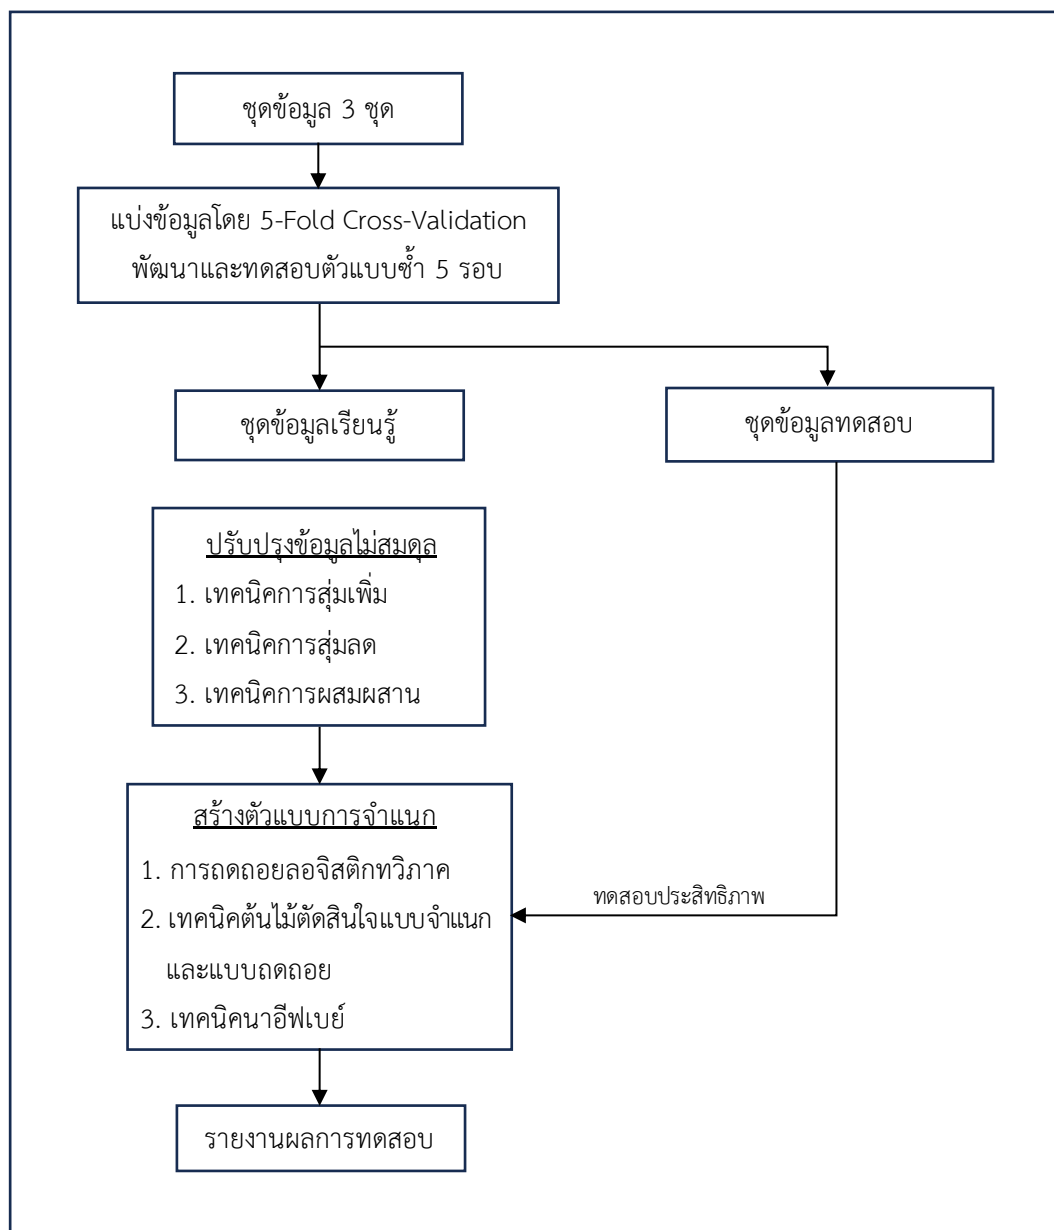 ชุดข้อมูล 3 ชุด
แบ่งข้อมูลโดย 5-Fold Cross-Validation
พัฒนาและทดสอบตัวแบบซ้ำ 5 รอบ
ชุดข้อมูลเรียนรู้
ชุดข้อมูลทดสอบ
ปรับปรุงข้อมูลไม่สมดุล
1. เทคนิคการสุ่มเพิ่ม
2. เทคนิคการสุ่มลด
3. เทคนิคการผสมผสาน
สร้างตัวแบบการจำแนก
1. การถดถอยลอจิสติกทวิภาค
2. เทคนิคต้นไม้ตัดสินใจแบบจำแนก
และแบบถดถอย
3. เทคนิคนาอีฟเบย์
ทดสอบประสิทธิภาพ
รายงานผลการทดสอบ